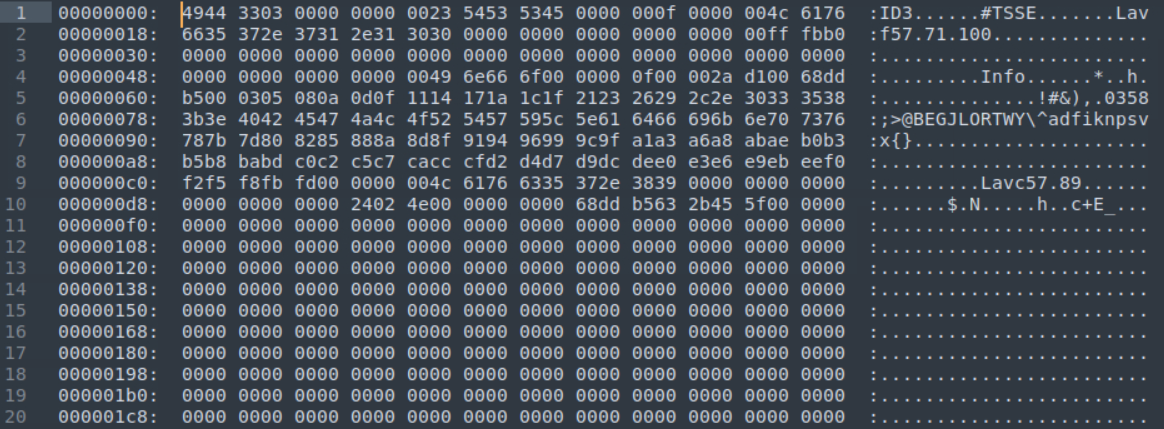 1 00000000: 4944 3303 0000 0000 0023 5453 5345 0000 000f 0000 004c 6176 :ID3......#TSSE.......Lav
2 00000018: 6635 372e 3731 2e31 3030 0000 0000 0000 0000 0000 00ff fbb0 :f57.71.100..............
3 00000030: 0000 0000 0000 0000 0000 0000 0000 0000 0000 0000 0000 0000 :........................
4 00000048: 0000 0000 0000 0000 0049 6e66 6f00 0000 0f00 002a d100 68dd :.........Info......*..h.
5 00000060: b500 0305 080a 0d0f 1114 171a 1c1f 2123 2629 2c2e 3033 3538 :..............!#&),.0358
6 00000078: 3b3e 4042 4547 4a4c 4f52 5457 595c 5e61 6466 696b 6e70 7376 :;>@BEGJLORTWY\^adfiknpsv
7 00000090: 787b 7d80 8285 888a 8d8f 9194 9699 9c9f a1a3 a6a8 abae b0b3 :x{}.....................
8 000000a8: b5b8 babd c0c2 c5c7 cacc cfd2 d4d7 d9dc dee0 e3e6 e9eb eef0 :........................
9 000000c0: f2f5 f8fb fd00 0000 004c 6176 6335 372e 3839 0000 0000 0000 :.........Lavc57.89......
10 000000d8: 0000 0000 0000 2402 4e00 0000 0000 68dd b563 2b45 5f00 0000 :......$.N.....h..c+E_...
11 000000f0: 0000 0000 0000 0000 0000 0000 0000 0000 0000 0000 0000 0000 :........................
12 00000108: 0000 0000 0000 0000 0000 0000 0000 0000 0000 0000 0000 0000 :........................
13 00000120: 0000 0000 0000 0000 0000 0000 0000 0000 0000 0000 0000 0000 :........................
14 00000138: 0000 0000 0000 0000 0000 0000 0000 0000 0000 0000 0000 0000 :........................
15 00000150: 0000 0000 0000 0000 0000 0000 0000 0000 0000 0000 0000 0000 :........................
16 00000168: 0000 0000 0000 0000 0000 0000 0000 0000 0000 0000 0000 0000 :........................
17 00000180: 0000 0000 0000 0000 0000 0000 0000 0000 0000 0000 0000 0000 :........................
18 00000198: 0000 0000 0000 0000 0000 0000 0000 0000 0000 0000 0000 0000 :........................
19 000001b0: 0000 0000 0000 0000 0000 0000 0000 0000 0000 0000 0000 0000 :........................
20 000001c8: 0000 0000 0000 0000 0000 0000 0000 0000 0000 0000 0000 0000 :........................